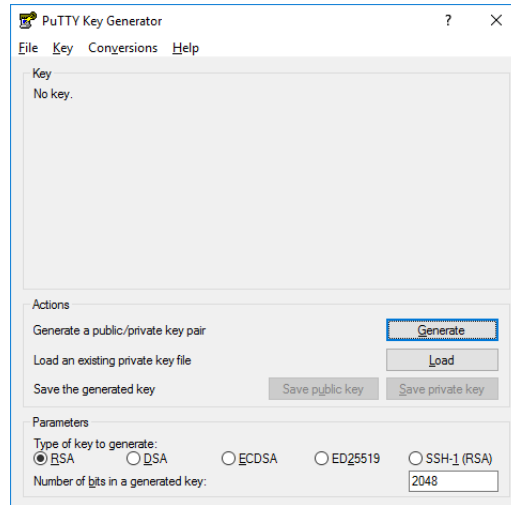 PuTTY Key Generator ? ×
File Key Conversions Help
Key
No key.
Actions
Generate a public/private key pair Generate
Load an existing private key file Load
Save the generated key Save public key Save private key
Parameters
Type of key to generate:
RSA DSA ECDSA ED25519 SSH-1 (RSA)
Number of bits in a generated key: 2048